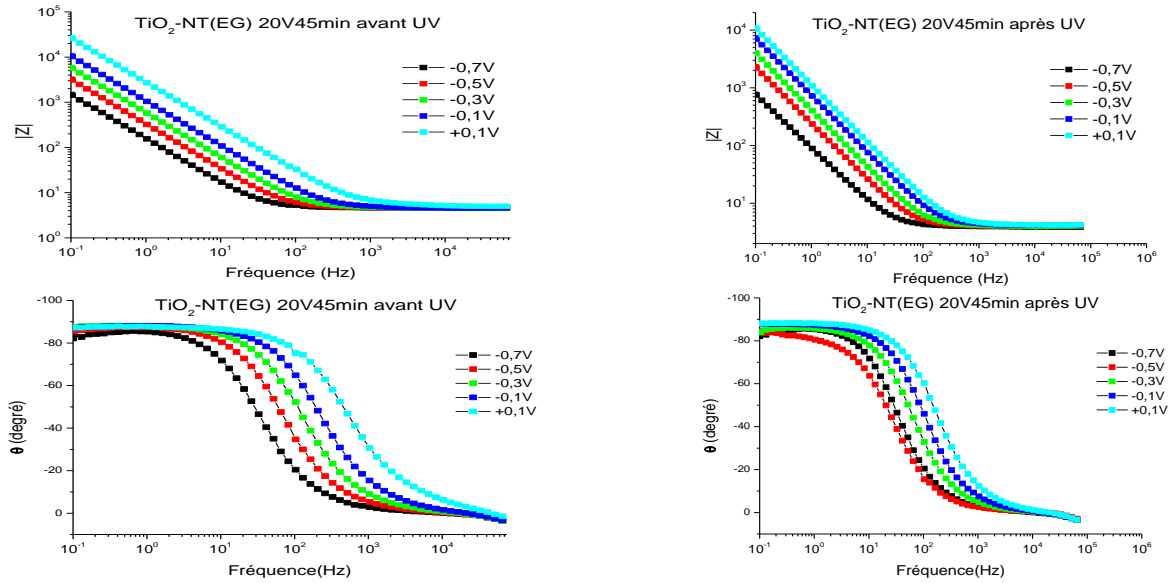 TiO2-NT(EG) 20V45min avant UV
|Z|
10^5
10^4
10^3
10^2
10^1
10^0
-0,7V
-0,5V
-0,3V
-0,1V
+0,1V
10^-1 10^0 10^1 10^2 10^3 10^4
Fréquence (Hz)
TiO2-NT(EG) 20V45min après UV
|Z|
10^4
10^3
10^2
10^1
-0,7V
-0,5V
-0,3V
-0,1V
+0,1V
10^-1 10^0 10^1 10^2 10^3 10^4 10^5 10^6
Fréquence (Hz)
TiO2-NT(EG) 20V45min avant UV
θ (degré)
-100
-80
-60
-40
-20
0
-0,7V
-0,5V
-0,3V
-0,1V
+0,1V
10^-1 10^0 10^1 10^2 10^3 10^4
Fréquence(Hz)
TiO2-NT(EG) 20V45min après UV
θ (degré)
-100
-80
-60
-40
-20
0
-0,7V
-0,5V
-0,3V
-0,1V
+0,1V
10^-1 10^0 10^1 10^2 10^3 10^4 10^5 10^6
Fréquence(Hz)